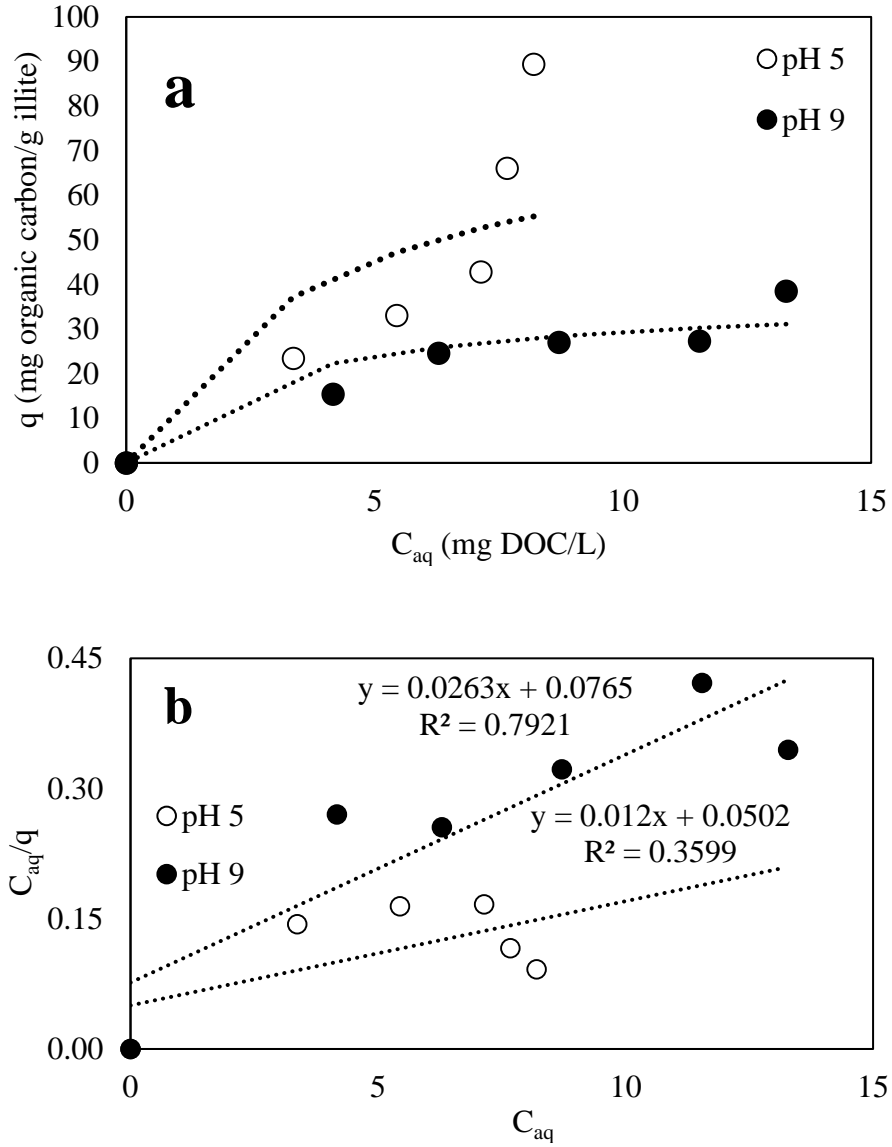 a
q (mg organic carbon/g illite)
100
90
80
70
60
50
40
30
20
10
0
pH 5
pH 9
0
5
10
15
C_aq (mg DOC/L)
b
C_aq/q
0.45
0.30
0.15
0.00
y = 0.0263x + 0.0765
R² = 0.7921
y = 0.012x + 0.0502
R² = 0.3599
pH 5
pH 9
0
5
10
15
C_aq